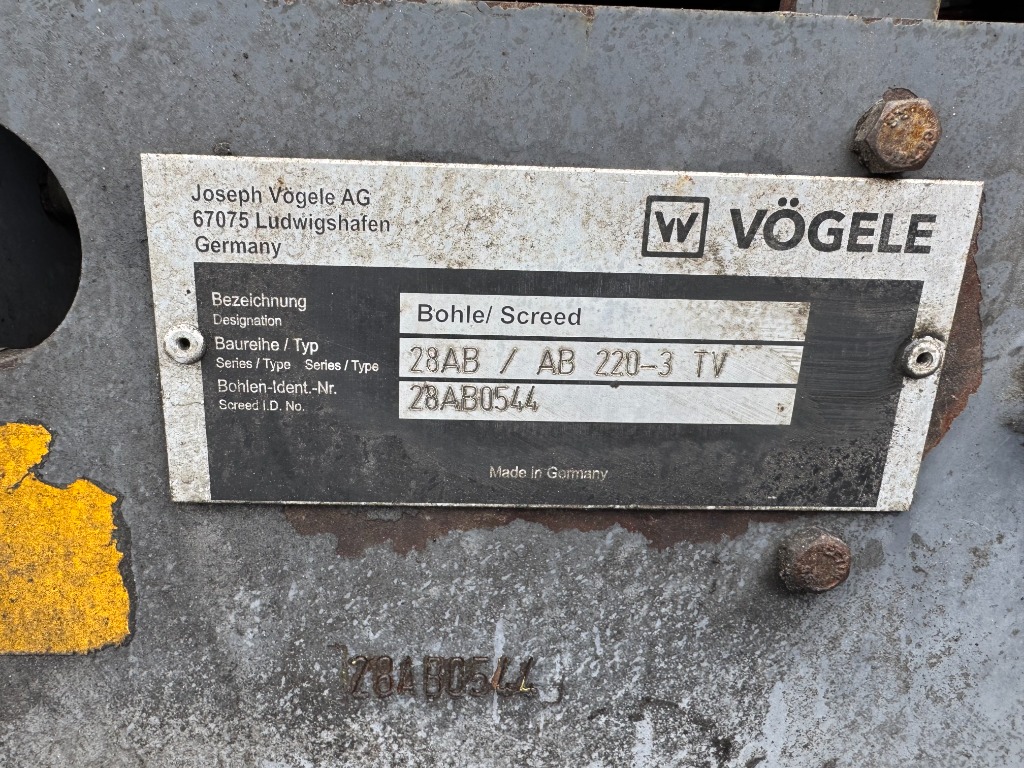 Joseph Vögele AG
67075 Ludwigshafen
Germany
W VÖGELE
Bezeichnung
Designation
Bohle/ Screed
Baureihe / Typ
Series / Type Series / Type
28AB / AB 220-3 TV
Bohlen-Ident.-Nr.
Screed I.D. No.
28AB0544
Made in Germany
28AB0544